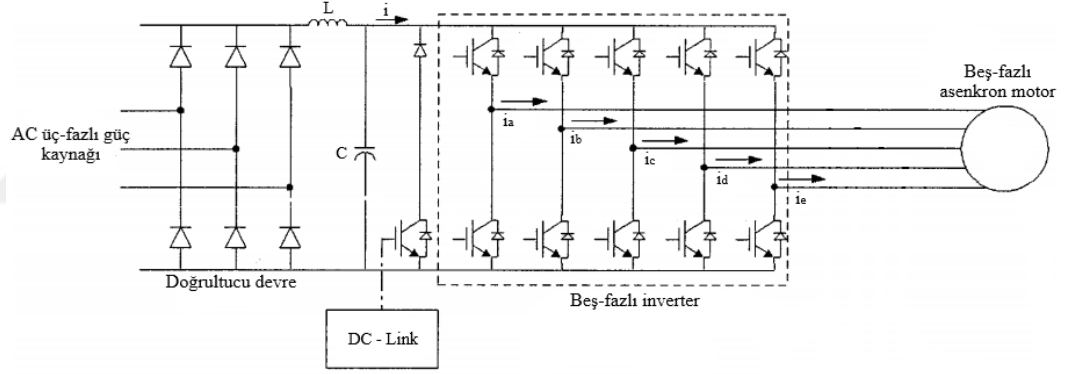 L
i
Beş-fazlı
asenkron motor
AC üç-fazlı güç
kaynağı
C
ia
ib
ic
id
ie
Doğrultucu devre
Beş-fazlı inverter
DC - Link